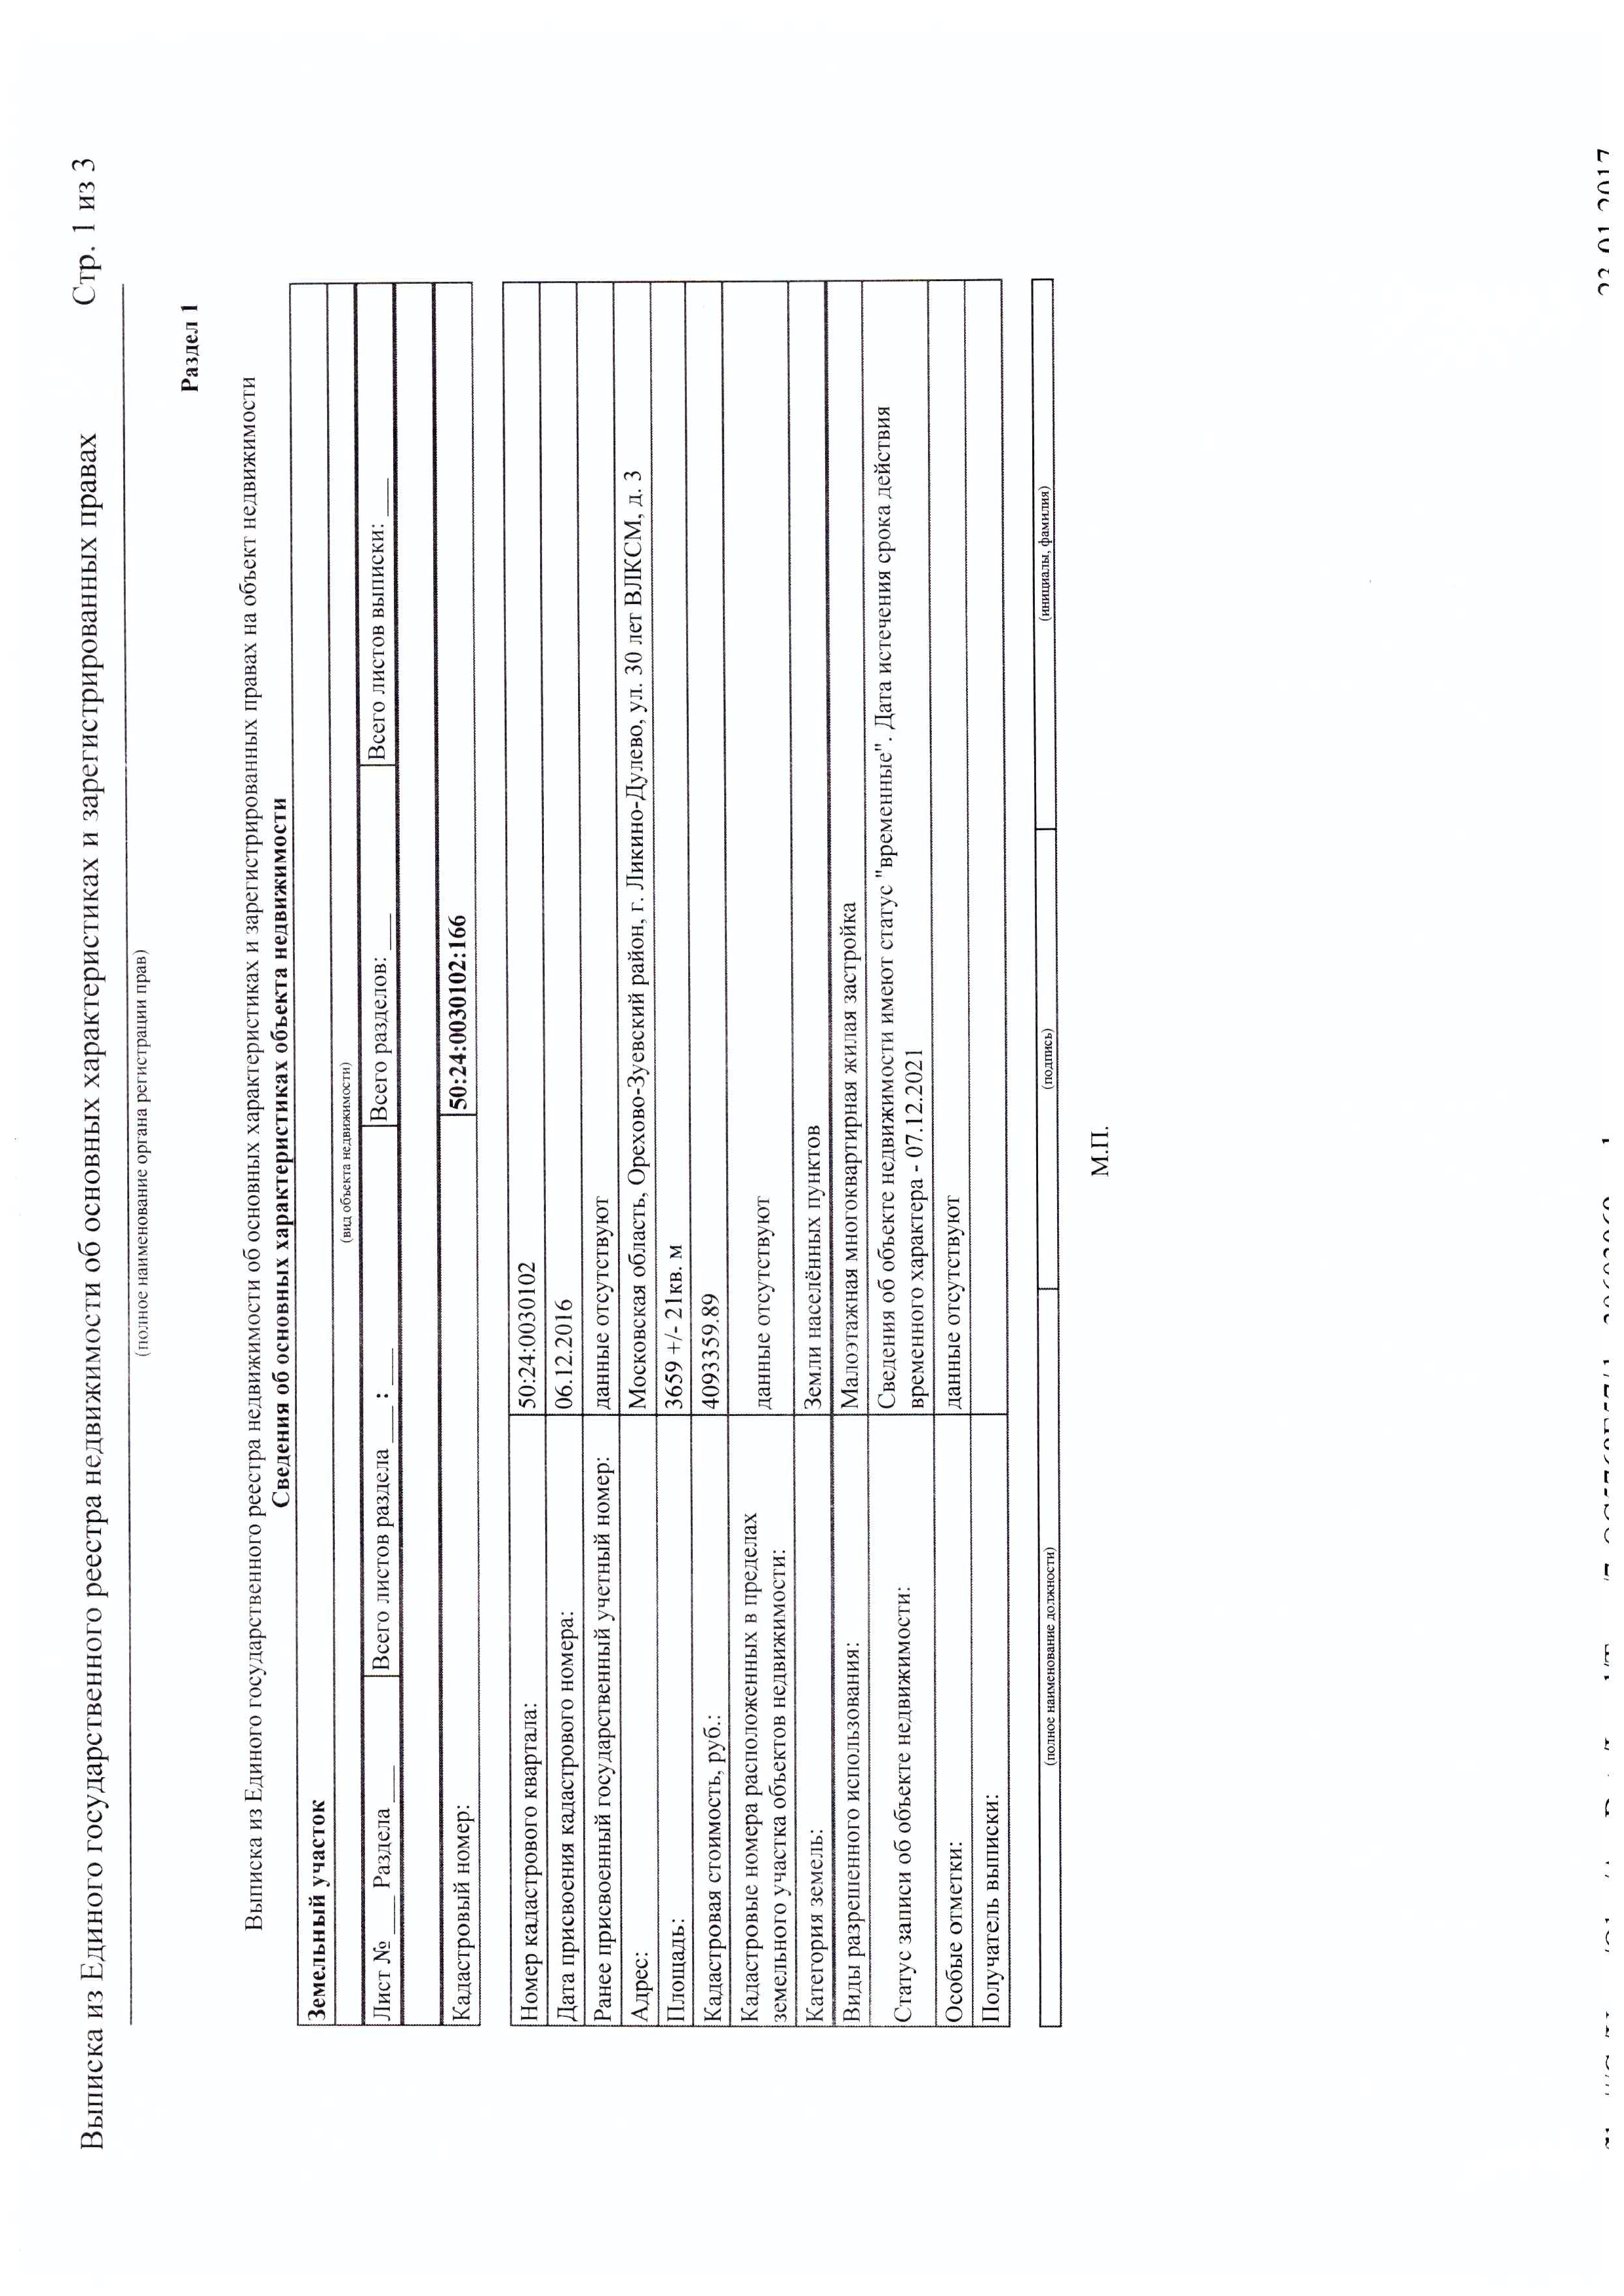 Выписка из Единого государственного реестра недвижимости об основных характеристиках и зарегистрированных правах Стр. 1 из 3
(полное наименование органа регистрации прав)
Раздел 1
Выписка из Единого государственного реестра недвижимости об основных характеристиках и зарегистрированных правах на объект недвижимости
Сведения об основных характеристиках объекта недвижимости
Земельный участок
(вид объекта недвижимости)
Лист № ___ Раздела ___ Всего листов раздела ___ : ___ Всего разделов: ___ Всего листов выписки: ___
Кадастровый номер: 50:24:0030102:166
Номер кадастрового квартала: 50:24:0030102
Дата присвоения кадастрового номера: 06.12.2016
Ранее присвоенный государственный учетный номер: данные отсутствуют
Адрес: Московская область, Орехово-Зуевский район, г. Ликино-Дулево, ул. 30 лет ВЛКСМ, д. 3
Площадь: 3659 +/- 21кв. м
Кадастровая стоимость, руб.: 4093359.89
Кадастровые номера расположенных в пределах
земельного участка объектов недвижимости: данные отсутствуют
Категория земель: Земли населённых пунктов
Виды разрешенного использования: Малоэтажная многоквартирная жилая застройка
Статус записи об объекте недвижимости: Сведения об объекте недвижимости имеют статус "временные". Дата истечения срока действия
временного характера - 07.12.2021
Особые отметки: данные отсутствуют
Получатель выписки:
(полное наименование должности) (подпись) (инициалы, фамилия)
М.П.
23.01.2017